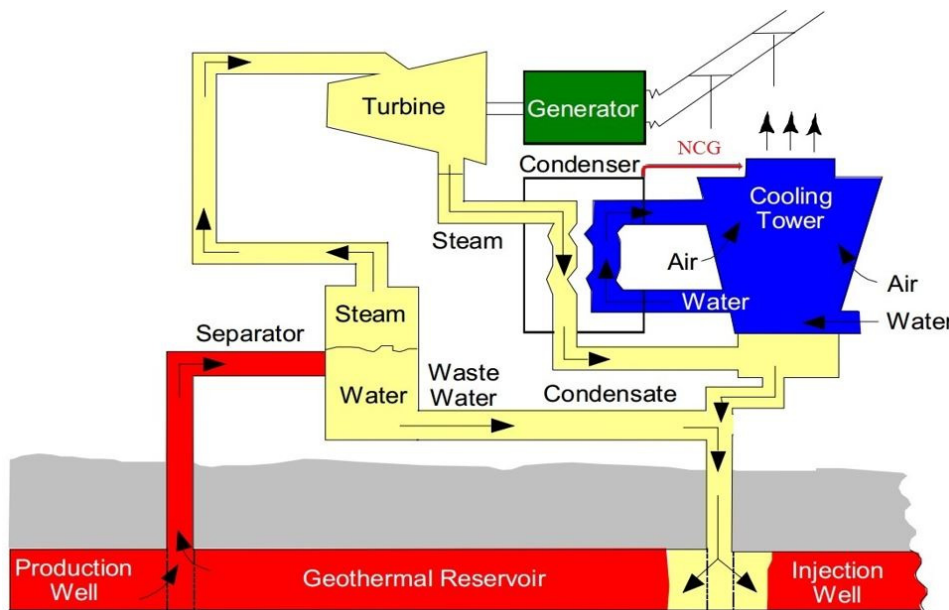 Turbine
Generator
NCG
Condenser
Cooling
Tower
Steam
Air
Air
Water
Water
Steam
Separator
Water
Waste
Water
Condensate
Production
Well
Geothermal Reservoir
Injection
Well